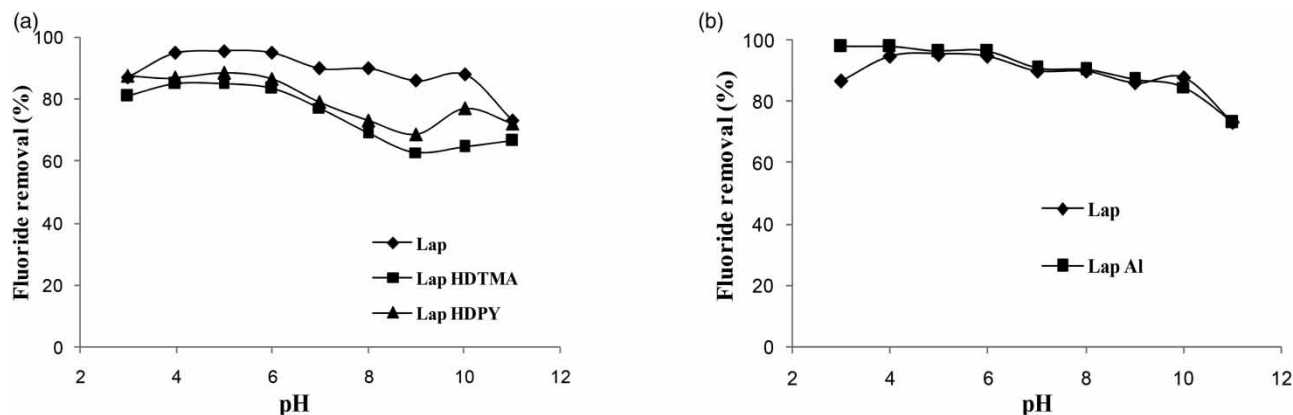 (a)
100
80
60
40
20
0
Fluoride removal (%)
Lap
Lap HDTMA
Lap HDPY
2 4 6 8 10 12
pH
(b)
100
80
60
40
20
0
Fluoride removal (%)
Lap
Lap Al
2 4 6 8 10 12
pH